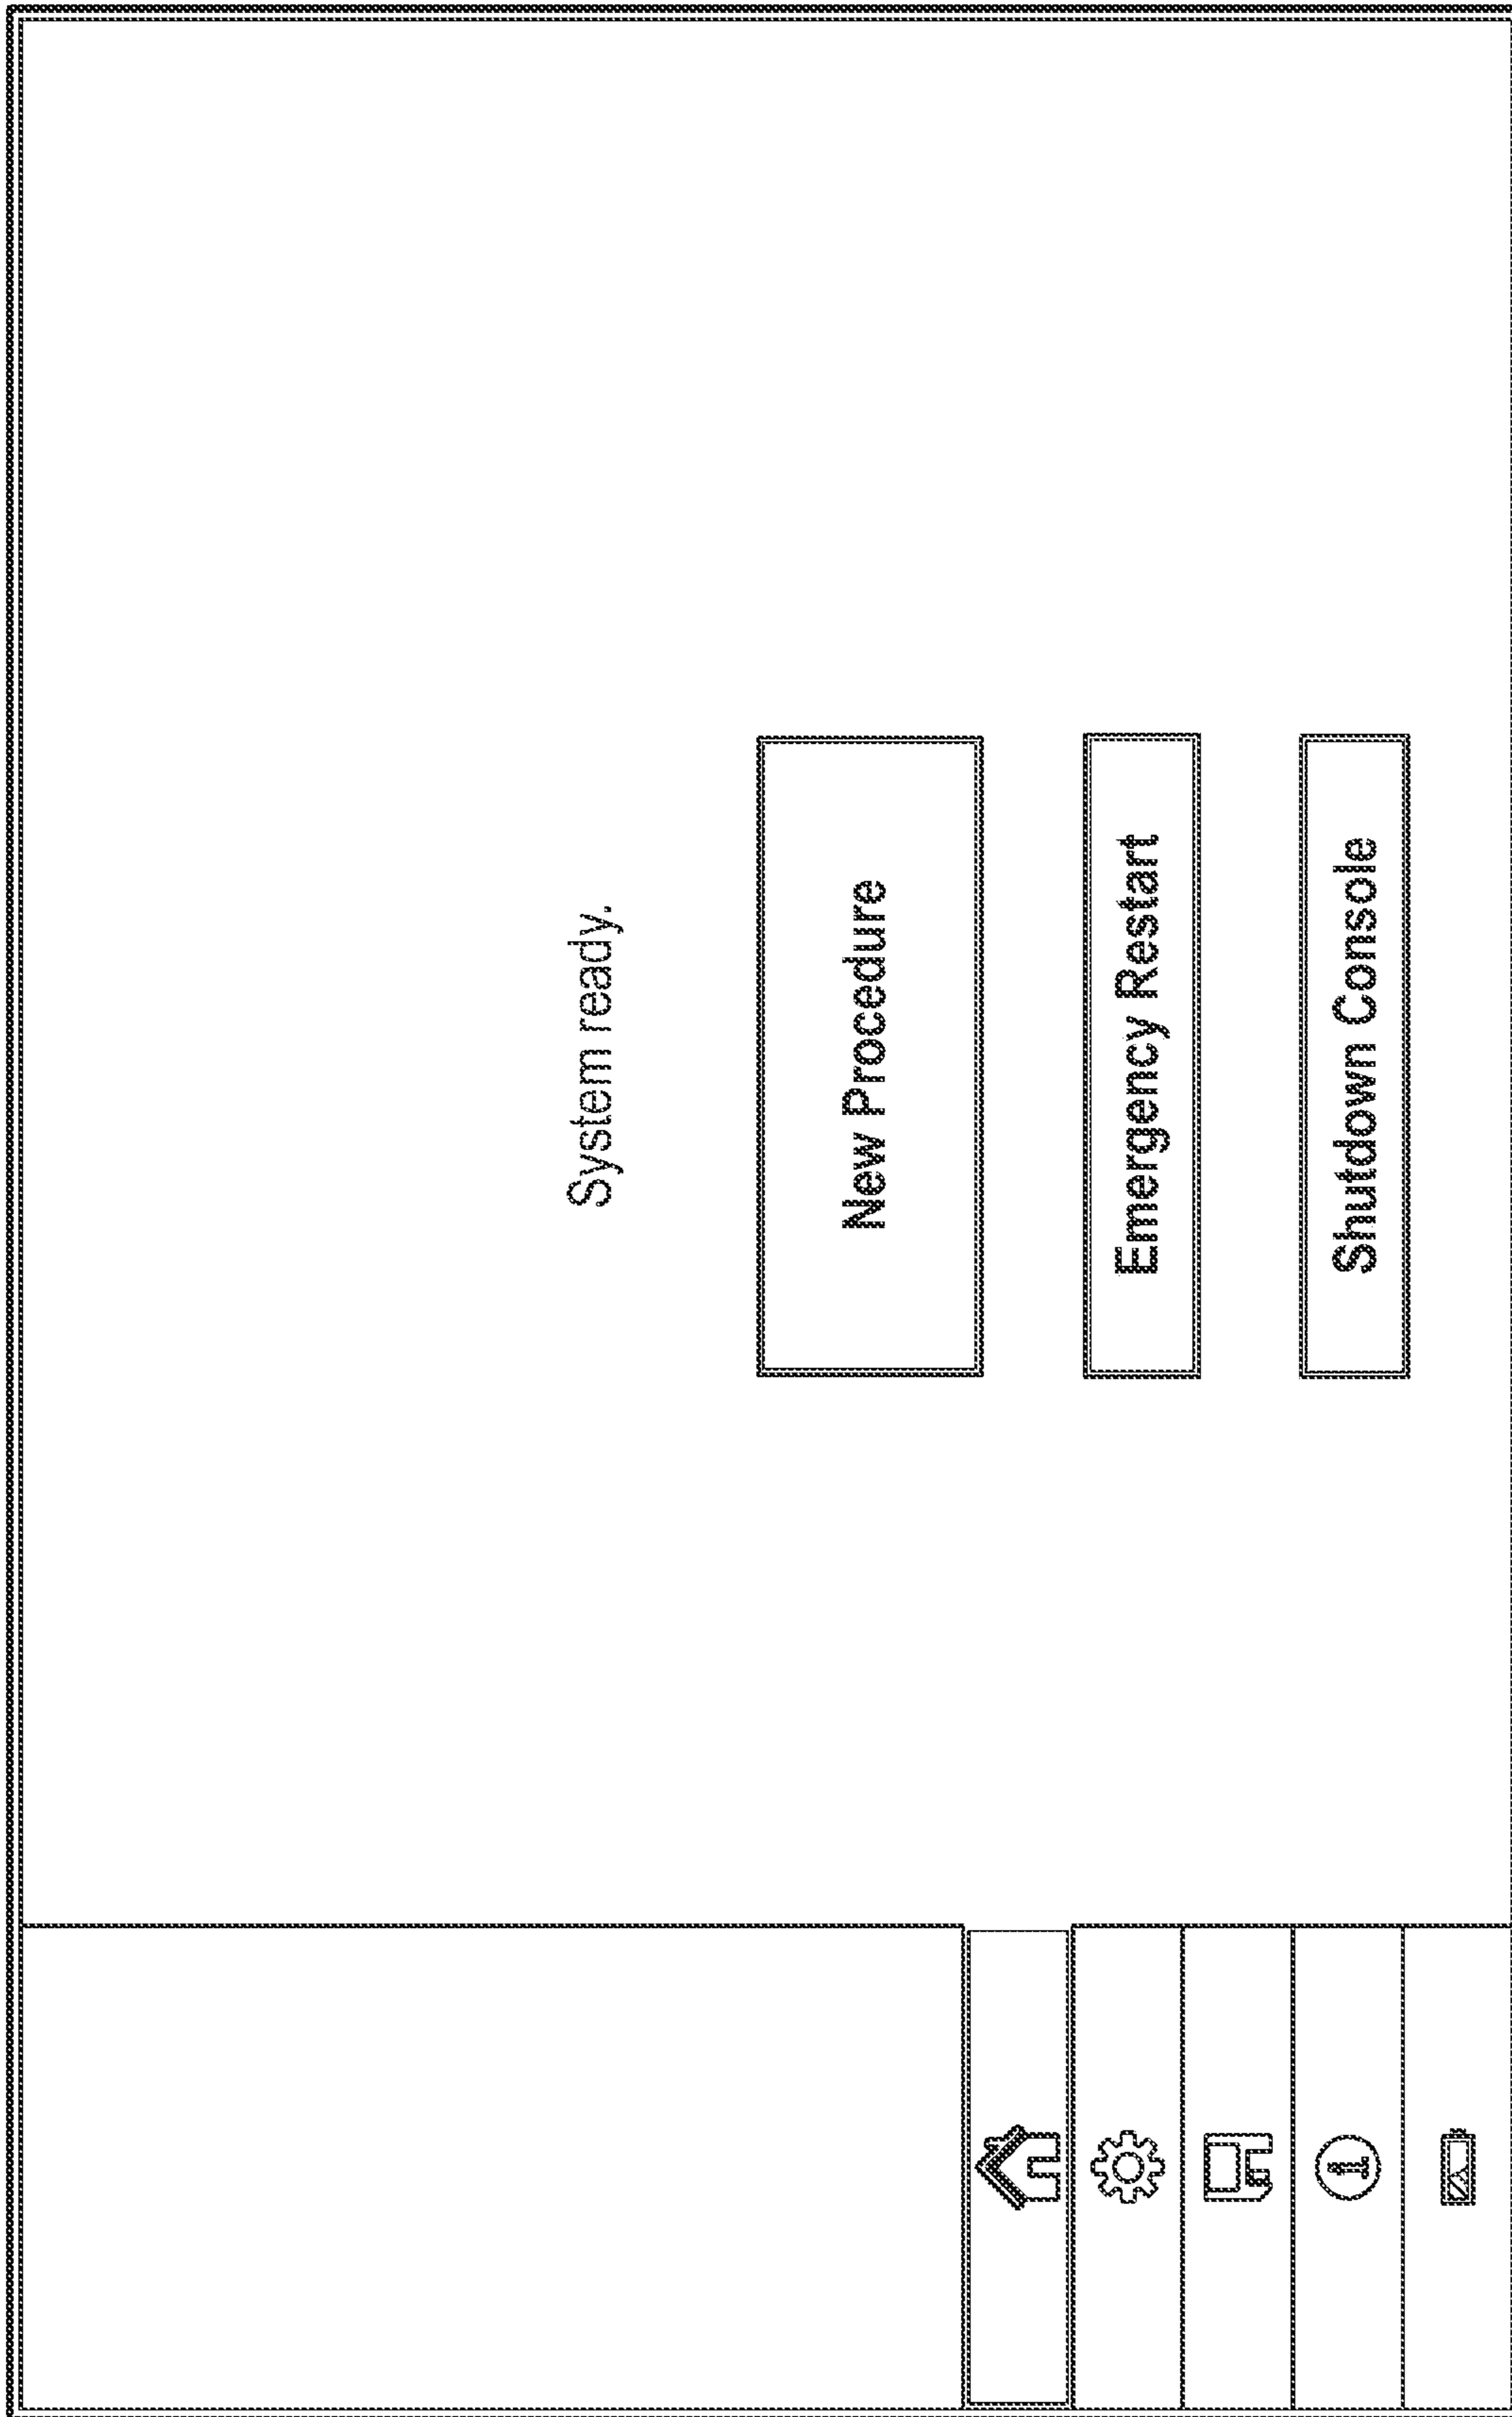 System ready.
New Procedure
Emergency Restart
Shutdown Console